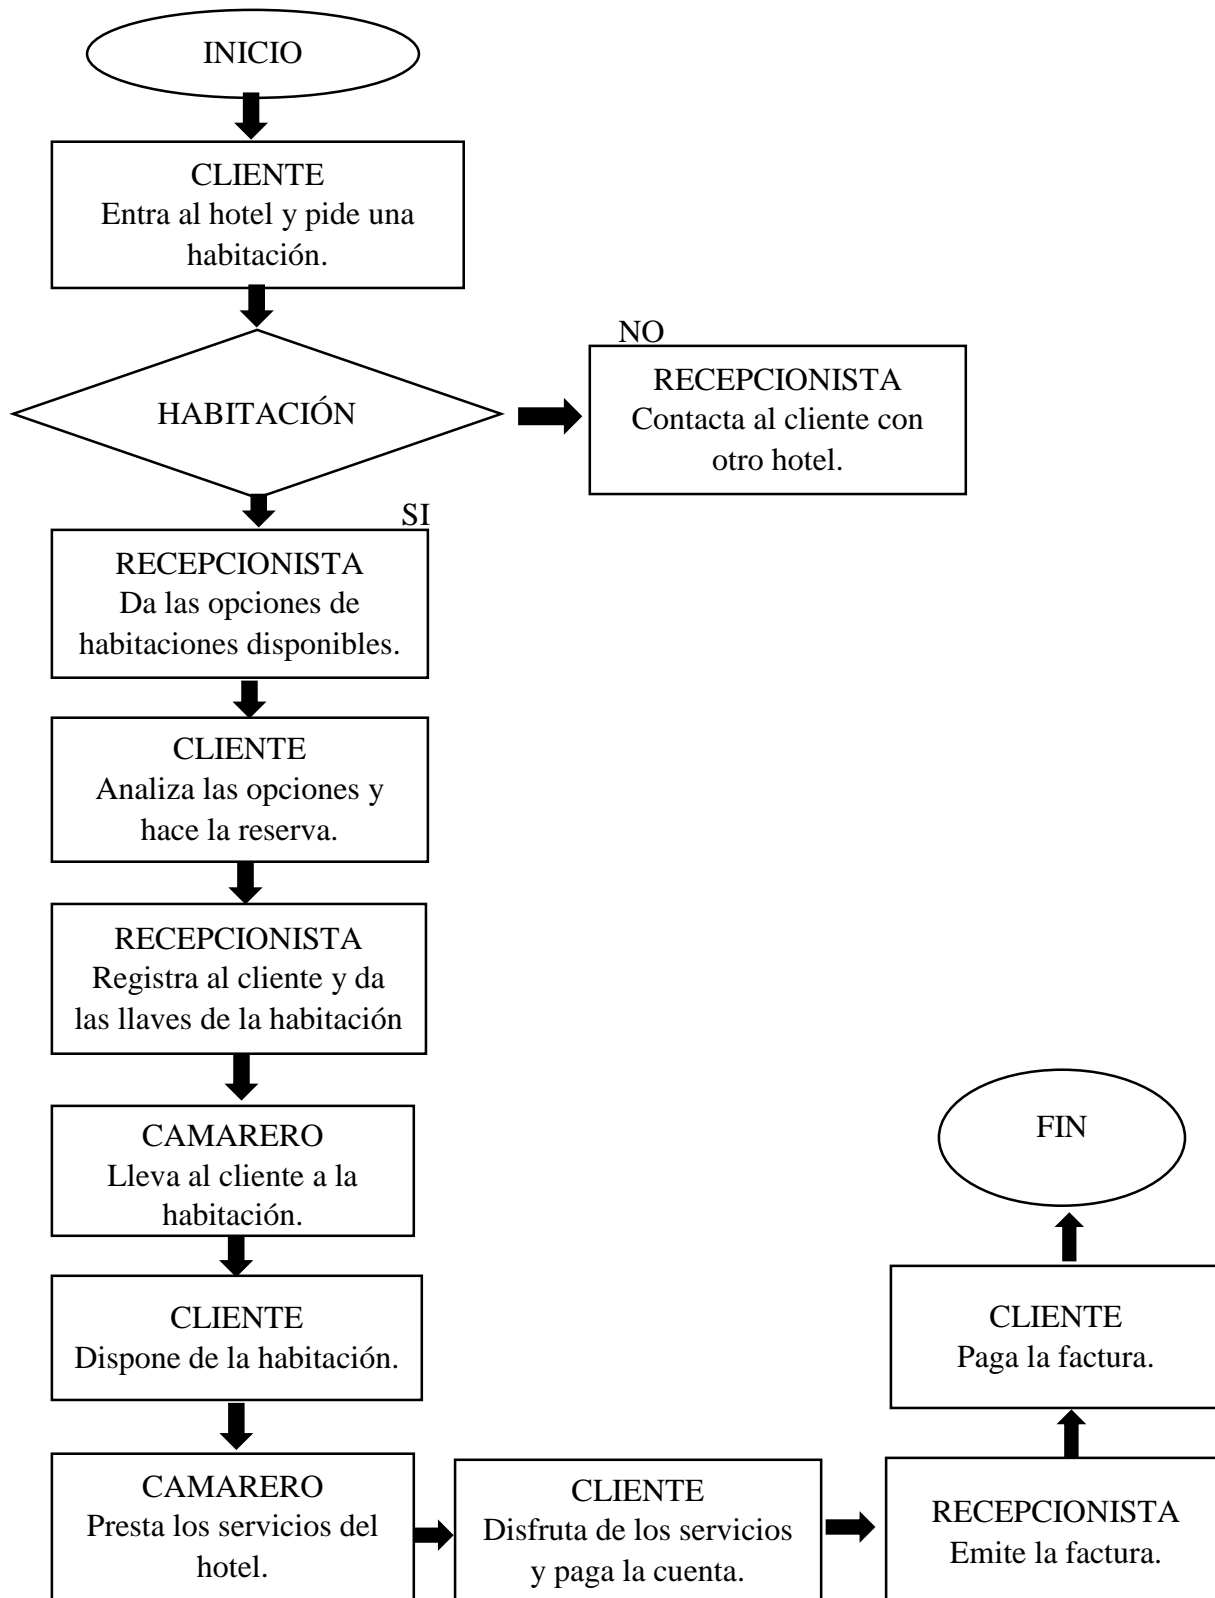 INICIO
CLIENTE
Entra al hotel y pide una
habitación.
HABITACIÓN
NO
RECEPCIONISTA
Contacta al cliente con
otro hotel.
SI
RECEPCIONISTA
Da las opciones de
habitaciones disponibles.
CLIENTE
Analiza las opciones y
hace la reserva.
RECEPCIONISTA
Registra al cliente y da
las llaves de la habitación
CAMARERO
Lleva al cliente a la
habitación.
CLIENTE
Dispone de la habitación.
CAMARERO
Presta los servicios del
hotel.
CLIENTE
Disfruta de los servicios
y paga la cuenta.
RECEPCIONISTA
Emite la factura.
CLIENTE
Paga la factura.
FIN